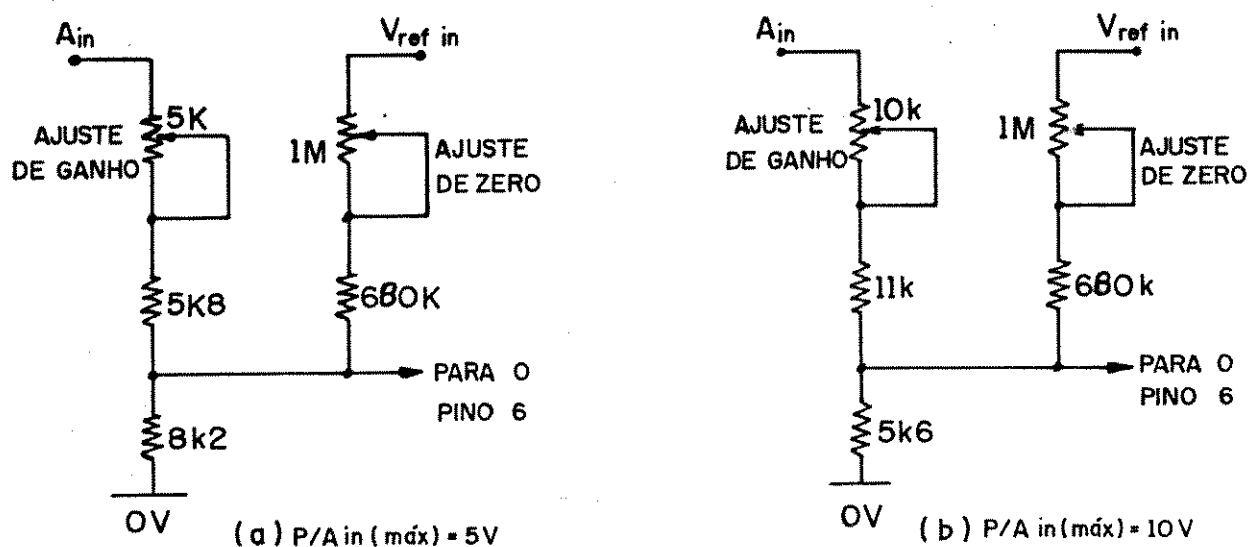 Ain
Vref in
5K
AJUSTE
DE GANHO
1M
AJUSTE
DE ZERO
5K8
680K
PARA O
PINO 6
8k2
0V
(a) P/A in (máx) = 5V
Ain
Vref in
10k
AJUSTE
DE GANHO
1M
AJUSTE
DE ZERO
11k
680k
PARA O
PINO 6
5k6
0V
(b) P/A in (máx) = 10V